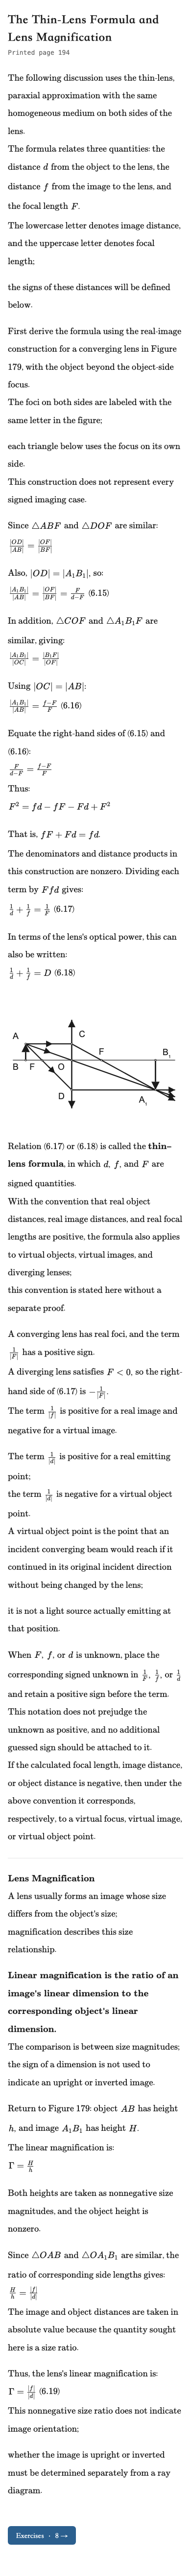 The Thin-Lens Formula and
Lens Magnification
Printed page 194
The following discussion uses the thin-lens,
paraxial approximation with the same
homogeneous medium on both sides of the
lens.
The formula relates three quantities: the
distance d from the object to the lens, the
distance f from the image to the lens, and
the focal length F.
The lowercase letter denotes image distance,
and the uppercase letter denotes focal
length;
the signs of these distances will be defined
below.
First derive the formula using the real-image
construction for a converging lens in Figure
179, with the object beyond the object-side
focus.
The foci on both sides are labeled with the
same letter in the figure;
each triangle below uses the focus on its own
side.
This construction does not represent every
signed imaging case.
Since △ABF and △DOF are similar:
|OD|/|AB| = |OF|/|BF|
Also, |OD| = |A₁B₁|, so:
|A₁B₁|/|AB| = |OF|/|BF| = F/(d−F) (6.15)
In addition, △COF and △A₁B₁F are
similar, giving:
|A₁B₁|/|OC| = |B₁F|/|OF|
Using |OC| = |AB|:
|A₁B₁|/|AB| = (f−F)/F (6.16)
Equate the right-hand sides of (6.15) and
(6.16):
F/(d−F) = (f−F)/F
Thus:
F² = fd − fF − Fd + F²
That is, fF + Fd = fd.
The denominators and distance products in
this construction are nonzero. Dividing each
term by Ffd gives:
1/d + 1/f = 1/F (6.17)
In terms of the lens's optical power, this can
also be written:
1/d + 1/f = D (6.18)
A C F B₁
B F O
D A₁
Relation (6.17) or (6.18) is called the thin–
lens formula, in which d, f, and F are
signed quantities.
With the convention that real object
distances, real image distances, and real focal
lengths are positive, the formula also applies
to virtual objects, virtual images, and
diverging lenses;
this convention is stated here without a
separate proof.
A converging lens has real foci, and the term
1/|F| has a positive sign.
A diverging lens satisfies F < 0, so the right-
hand side of (6.17) is −1/|F|.
The term 1/|f| is positive for a real image and
negative for a virtual image.
The term 1/|d| is positive for a real emitting
point;
the term 1/|d| is negative for a virtual object
point.
A virtual object point is the point that an
incident converging beam would reach if it
continued in its original incident direction
without being changed by the lens;
it is not a light source actually emitting at
that position.
When F, f, or d is unknown, place the
corresponding signed unknown in 1/F, 1/f, or 1/d
and retain a positive sign before the term.
This notation does not prejudge the
unknown as positive, and no additional
guessed sign should be attached to it.
If the calculated focal length, image distance,
or object distance is negative, then under the
above convention it corresponds,
respectively, to a virtual focus, virtual image,
or virtual object point.
Lens Magnification
A lens usually forms an image whose size
differs from the object's size;
magnification describes this size
relationship.
Linear magnification is the ratio of an
image's linear dimension to the
corresponding object's linear
dimension.
The comparison is between size magnitudes;
the sign of a dimension is not used to
indicate an upright or inverted image.
Return to Figure 179: object AB has height
h, and image A₁B₁ has height H.
The linear magnification is:
Γ = H/h
Both heights are taken as nonnegative size
magnitudes, and the object height is
nonzero.
Since △OAB and △OA₁B₁ are similar, the
ratio of corresponding side lengths gives:
H/h = |f|/|d|
The image and object distances are taken in
absolute value because the quantity sought
here is a size ratio.
Thus, the lens's linear magnification is:
Γ = |f|/|d| (6.19)
This nonnegative size ratio does not indicate
image orientation;
whether the image is upright or inverted
must be determined separately from a ray
diagram.
Exercises · 8 →